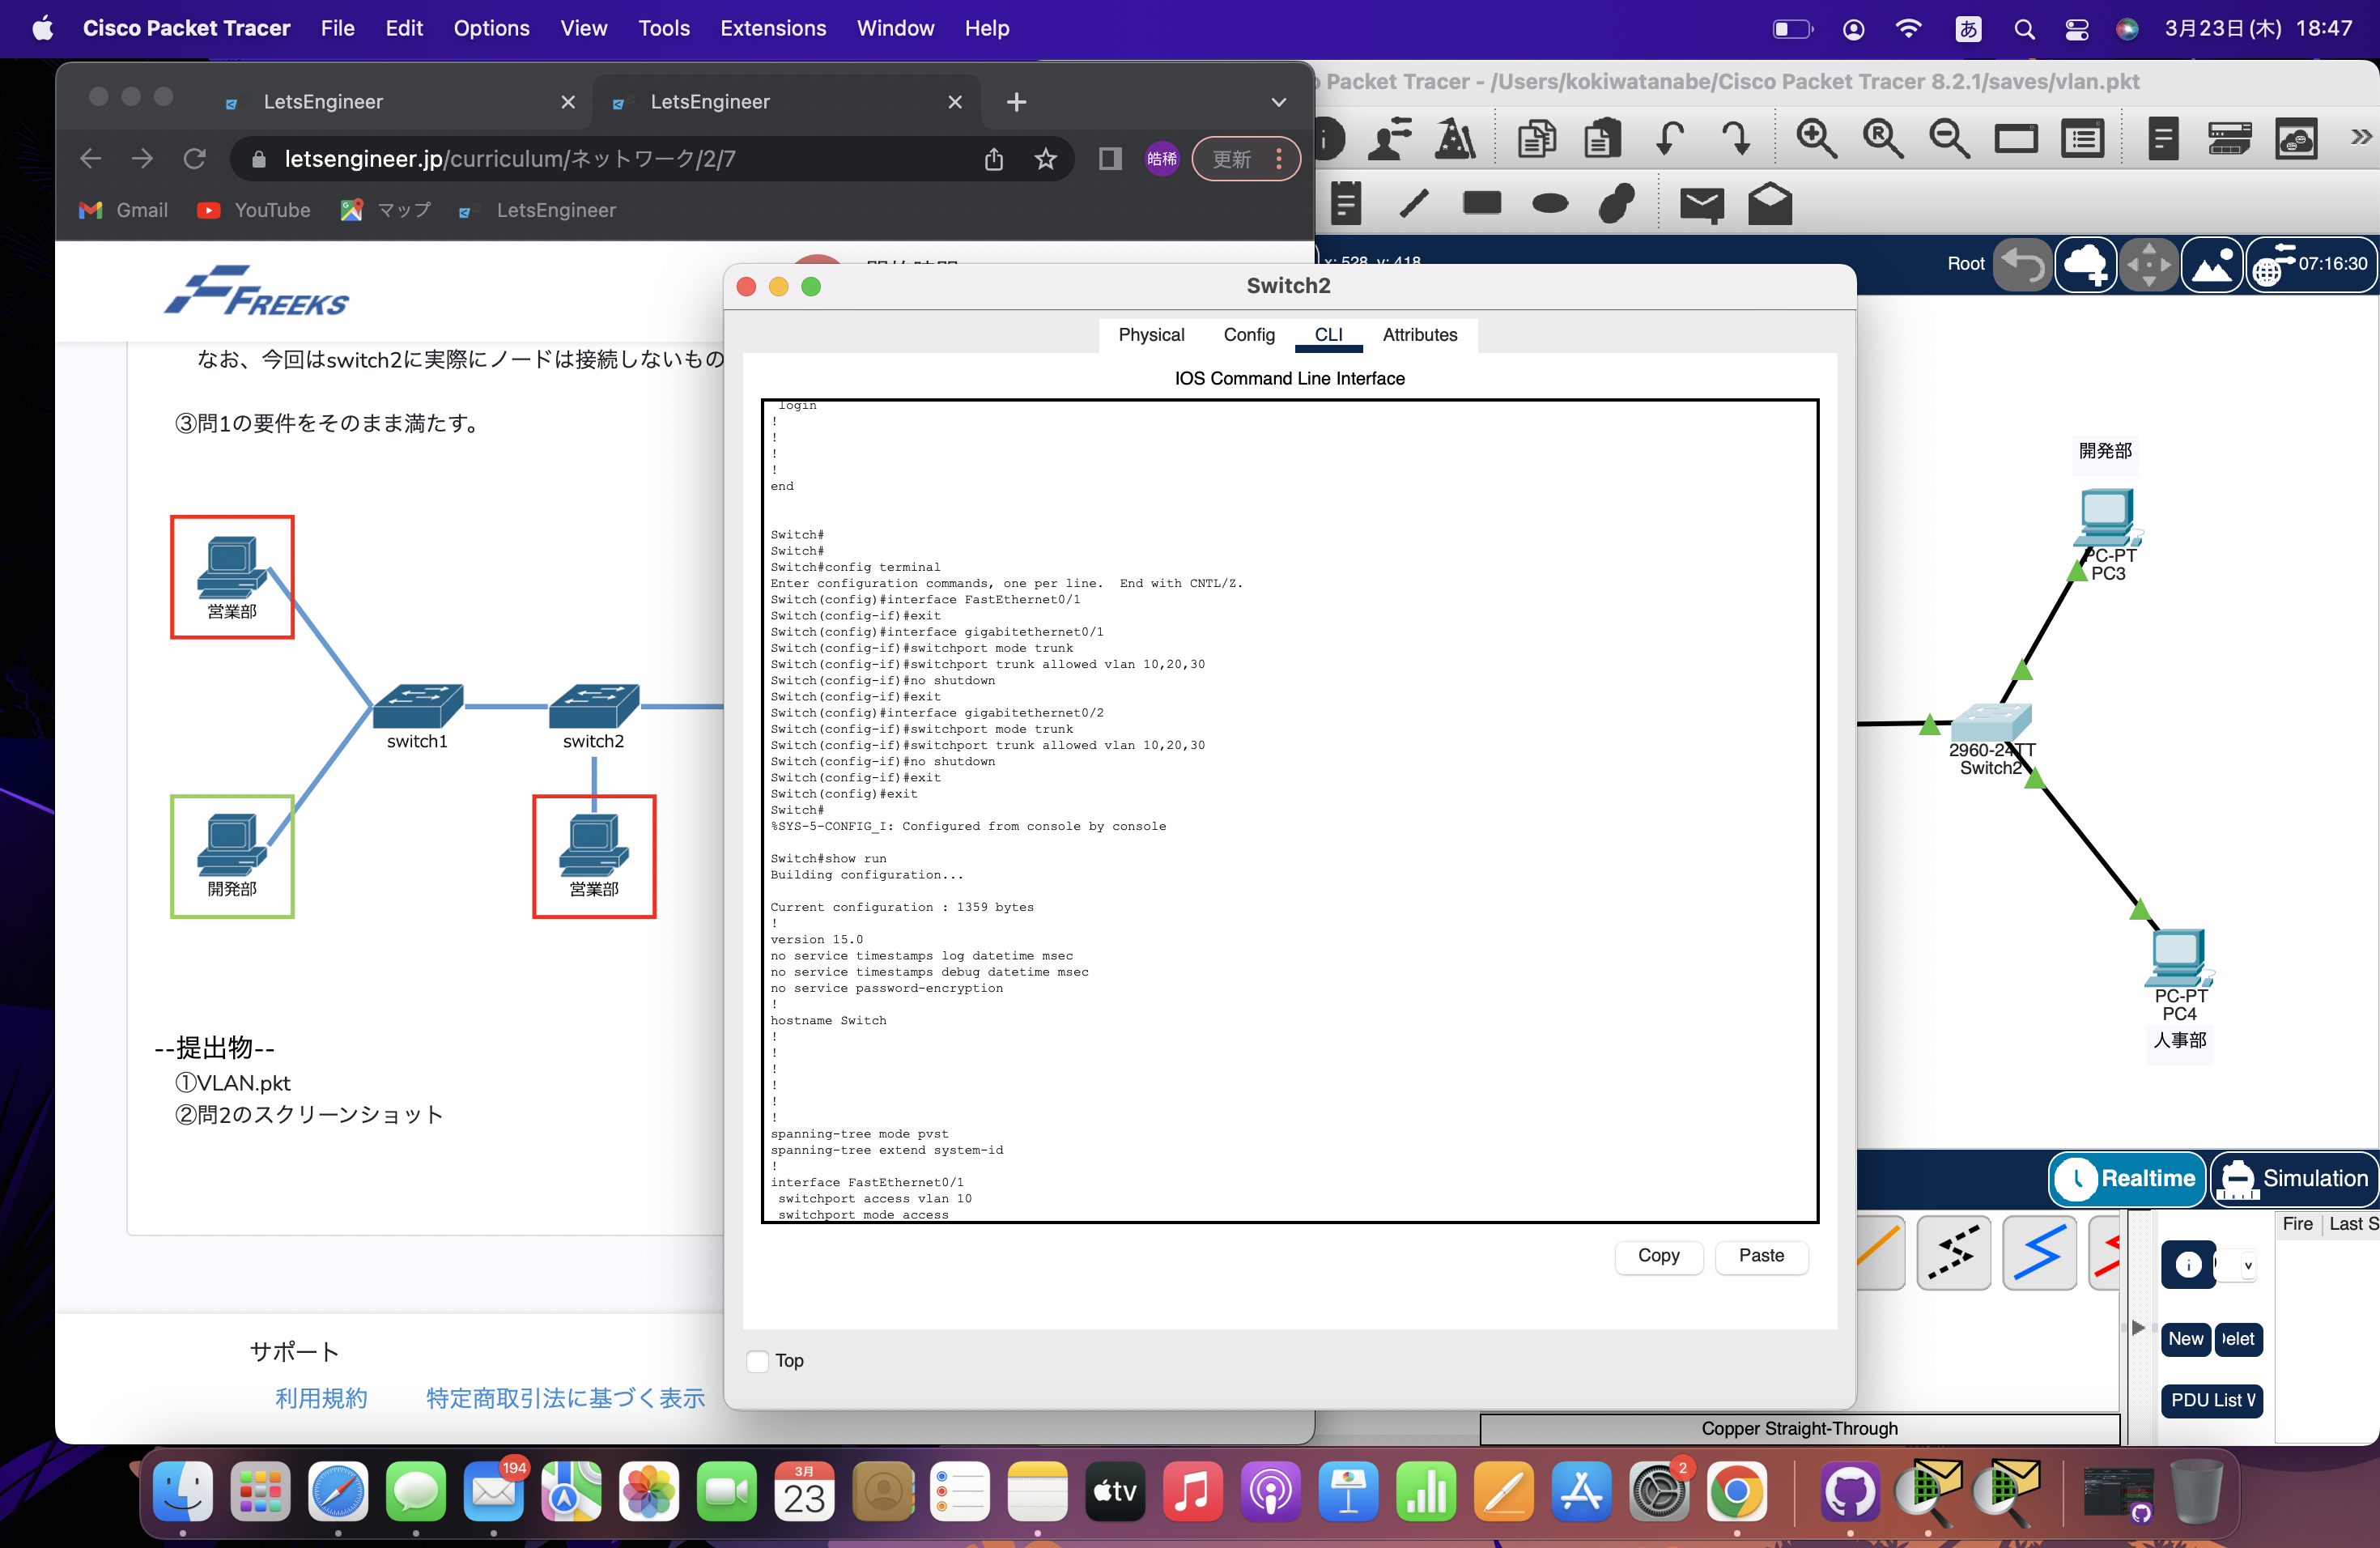 Cisco Packet Tracer File Edit Options View Tools Extensions Window Help あ 3月23日(木) 18:47
LetsEngineer
LetsEngineer
Packet Tracer - /Users/kokiwatanabe/Cisco Packet Tracer 8.2.1/saves/vlan.pkt
letsengineer.jp/curriculum/ネットワーク/2/7
皓稀
更新
Gmail YouTube マップ LetsEngineer
x: 528, y: 418
Root
07:16:30
FREEKS
なお、今回はswitch2に実際にノードは接続しないもの
③問1の要件をそのまま満たす。
営業部
switch1
switch2
開発部
営業部
--提出物--
①VLAN.pkt
②問2のスクリーンショット
サポート
利用規約 特定商取引法に基づく表示
Switch2
Physical Config CLI Attributes
IOS Command Line Interface
login
!
!
!
!
end
Switch#
Switch#
Switch#config terminal
Enter configuration commands, one per line. End with CNTL/Z.
Switch(config)#interface FastEthernet0/1
Switch(config-if)#exit
Switch(config)#interface gigabitethernet0/1
Switch(config-if)#switchport mode trunk
Switch(config-if)#switchport trunk allowed vlan 10,20,30
Switch(config-if)#no shutdown
Switch(config-if)#exit
Switch(config)#interface gigabitethernet0/2
Switch(config-if)#switchport mode trunk
Switch(config-if)#switchport trunk allowed vlan 10,20,30
Switch(config-if)#no shutdown
Switch(config-if)#exit
Switch(config)#exit
Switch#
%SYS-5-CONFIG_I: Configured from console by console
Switch#show run
Building configuration...
Current configuration : 1359 bytes
!
version 15.0
no service timestamps log datetime msec
no service timestamps debug datetime msec
no service password-encryption
!
hostname Switch
!
!
!
!
!
!
spanning-tree mode pvst
spanning-tree extend system-id
!
interface FastEthernet0/1
switchport access vlan 10
switchport mode access
Copy Paste
Top
開発部
PC-PT
PC3
2960-24TT
Switch2
PC-PT
PC4
人事部
Realtime Simulation
Fire Last S
New elet
PDU List W
Copper Straight-Through
194
3月
23
tv
2